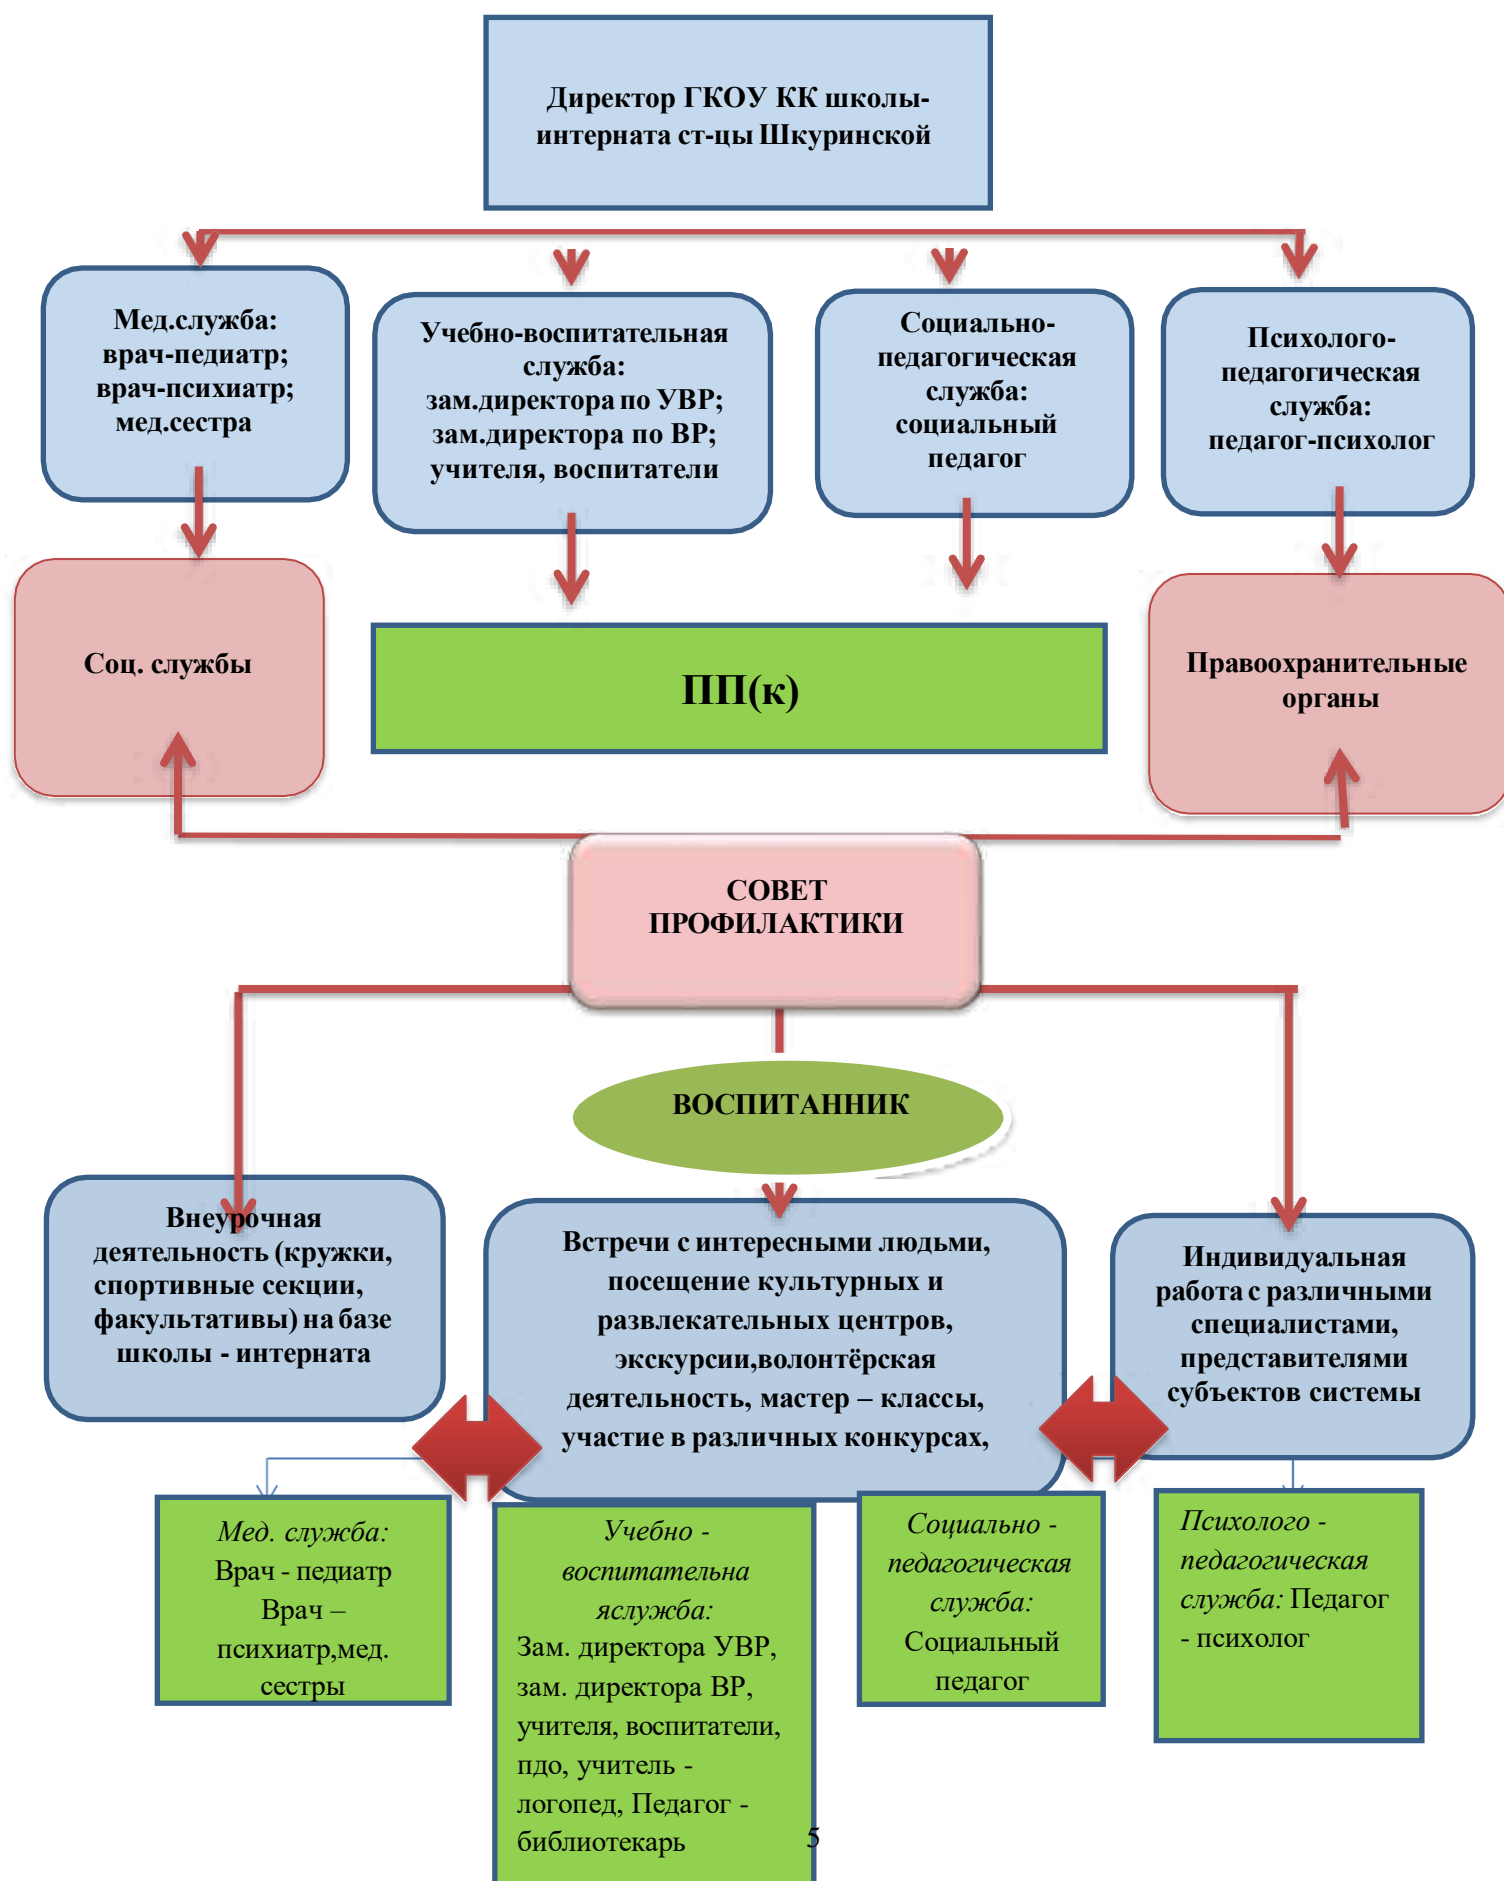 Директор ГКОУ КК школы-
интерната ст-цы Шкуринской
Мед.служба:
врач-педиатр;
врач-психиатр;
мед.сестра
Учебно-воспитательная
служба:
зам.директора по УВР;
зам.директора по ВР;
учителя, воспитатели
Социально-
педагогическая
служба:
социальный
педагог
Психолого-
педагогическая
служба:
педагог-психолог
Соц. службы
ПП(к)
Правоохранительные
органы
СОВЕТ
ПРОФИЛАКТИКИ
ВОСПИТАННИК
Внеурочная
деятельность (кружки,
спортивные секции,
факультативы) на базе
школы - интерната
Встречи с интересными людьми,
посещение культурных и
развлекательных центров,
экскурсии,волонтёрская
деятельность, мастер – классы,
участие в различных конкурсах,
Индивидуальная
работа с различными
специалистами,
представителями
субъектов системы
Мед. служба:
Врач - педиатр
Врач –
психиатр,мед.
сестры
Учебно -
воспитательна
яслужба:
Зам. директора УВР,
зам. директора ВР,
учителя, воспитатели,
пдо, учитель -
логопед, Педагог -
библиотекарь
Социально -
педагогическая
служба:
Социальный
педагог
Психолого -
педагогическая
служба: Педагог
- психолог
5